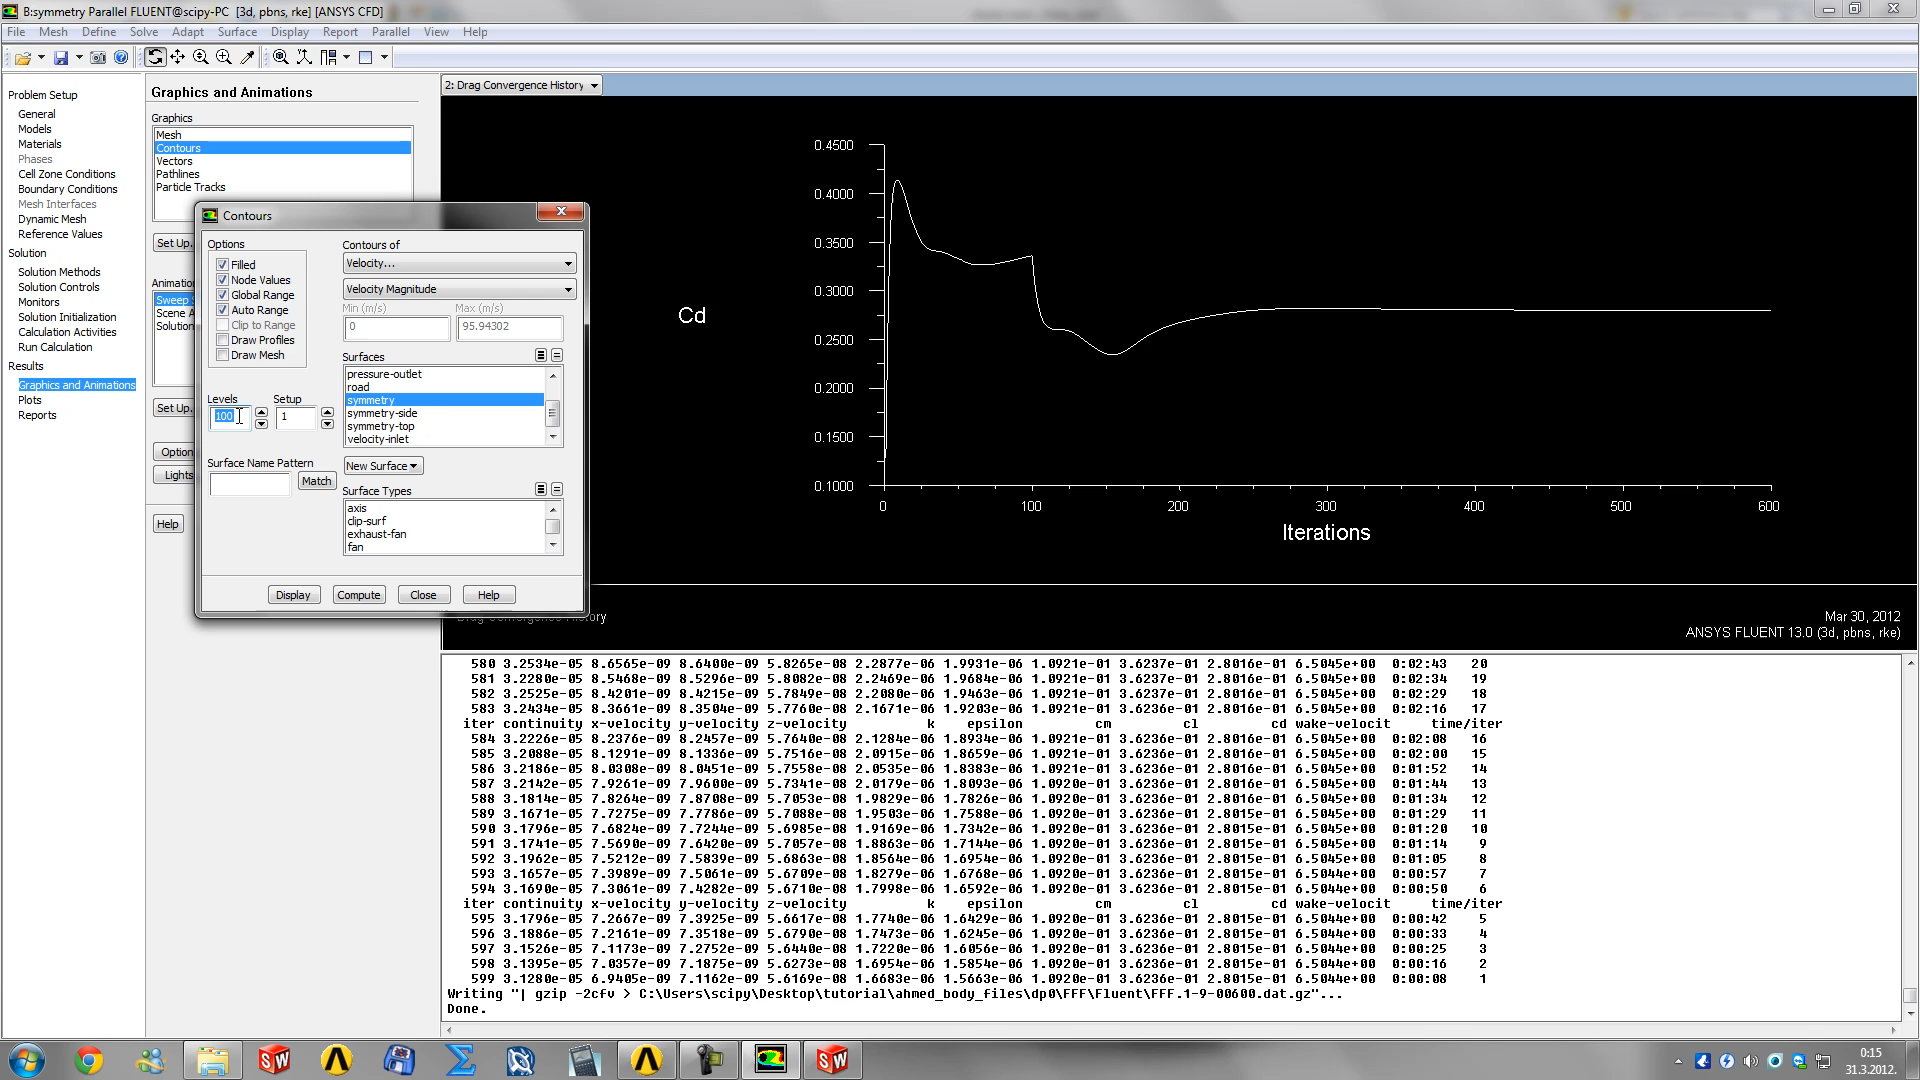 B:symmetry Parallel FLUENT@scipy-PC [3d, pbns, rke] [ANSYS CFD]
File Mesh Define Solve Adapt Surface Display Report Parallel View Help
Problem Setup
General
Models
Materials
Phases
Cell Zone Conditions
Boundary Conditions
Mesh Interfaces
Dynamic Mesh
Reference Values
Solution
Solution Methods
Solution Controls
Monitors
Solution Initialization
Calculation Activities
Run Calculation
Results
Graphics and Animations
Plots
Reports
Graphics and Animations
Graphics
Mesh
Contours
Vectors
Pathlines
Particle Tracks
Set Up.
Animation
Sweep S
Scene A
Solution
Set Up.
Option
Lights
Help
Contours
Options
Filled
Node Values
Global Range
Auto Range
Clip to Range
Draw Profiles
Draw Mesh
Levels Setup
100 1
Surface Name Pattern
Match
Contours of
Velocity...
Velocity Magnitude
Min (m/s) Max (m/s)
0 95.94302
Surfaces
pressure-outlet
road
symmetry
symmetry-side
symmetry-top
velocity-inlet
New Surface
Surface Types
axis
clip-surf
exhaust-fan
fan
Display Compute Close Help
2: Drag Convergence History
0.4500
0.4000
0.3500
0.3000
0.2500
0.2000
0.1500
0.1000
Cd
0 100 200 300 400 500 600
Iterations
Drag Convergence History
Mar 30, 2012
ANSYS FLUENT 13.0 (3d, pbns, rke)
580 3.2534e-05 8.6565e-09 8.6400e-09 5.8265e-08 2.2877e-06 1.9931e-06 1.0921e-01 3.6237e-01 2.8016e-01 6.5045e+00 0:02:43 20
581 3.2280e-05 8.5468e-09 8.5296e-09 5.8082e-08 2.2469e-06 1.9684e-06 1.0921e-01 3.6237e-01 2.8016e-01 6.5045e+00 0:02:34 19
582 3.2525e-05 8.4201e-09 8.4215e-09 5.7849e-08 2.2080e-06 1.9463e-06 1.0921e-01 3.6237e-01 2.8016e-01 6.5045e+00 0:02:29 18
583 3.2434e-05 8.3661e-09 8.3504e-09 5.7760e-08 2.1671e-06 1.9203e-06 1.0921e-01 3.6236e-01 2.8016e-01 6.5045e+00 0:02:16 17
iter continuity x-velocity y-velocity z-velocity k epsilon cm cl cd wake-velocit time/iter
584 3.2226e-05 8.2376e-09 8.2457e-09 5.7640e-08 2.1284e-06 1.8934e-06 1.0921e-01 3.6236e-01 2.8016e-01 6.5045e+00 0:02:08 16
585 3.2088e-05 8.1291e-09 8.1336e-09 5.7516e-08 2.0915e-06 1.8659e-06 1.0921e-01 3.6236e-01 2.8016e-01 6.5045e+00 0:02:00 15
586 3.2186e-05 8.0308e-09 8.0451e-09 5.7558e-08 2.0535e-06 1.8383e-06 1.0921e-01 3.6236e-01 2.8016e-01 6.5045e+00 0:01:52 14
587 3.2142e-05 7.9261e-09 7.9600e-09 5.7341e-08 2.0179e-06 1.8093e-06 1.0921e-01 3.6236e-01 2.8016e-01 6.5045e+00 0:01:44 13
588 3.1814e-05 7.8264e-09 7.8708e-09 5.7053e-08 1.9829e-06 1.7826e-06 1.0921e-01 3.6236e-01 2.8016e-01 6.5045e+00 0:01:34 12
589 3.1671e-05 7.7275e-09 7.7786e-09 5.7088e-08 1.9503e-06 1.7588e-06 1.0921e-01 3.6236e-01 2.8016e-01 6.5045e+00 0:01:29 11
590 3.1796e-05 7.6824e-09 7.7244e-09 5.6985e-08 1.9169e-06 1.7342e-06 1.0920e-01 3.6236e-01 2.8015e-01 6.5045e+00 0:01:20 10
591 3.1741e-05 7.5690e-09 7.6420e-09 5.7057e-08 1.8863e-06 1.7144e-06 1.0920e-01 3.6236e-01 2.8015e-01 6.5045e+00 0:01:14 9
592 3.1962e-05 7.5212e-09 7.5839e-09 5.6863e-08 1.8564e-06 1.6954e-06 1.0920e-01 3.6236e-01 2.8015e-01 6.5045e+00 0:01:05 8
593 3.1657e-05 7.3989e-09 7.5061e-09 5.6709e-08 1.8279e-06 1.6768e-06 1.0920e-01 3.6236e-01 2.8015e-01 6.5044e+00 0:00:57 7
594 3.1690e-05 7.3061e-09 7.4282e-09 5.6710e-08 1.7998e-06 1.6592e-06 1.0920e-01 3.6236e-01 2.8015e-01 6.5044e+00 0:00:50 6
iter continuity x-velocity y-velocity z-velocity k epsilon cm cl cd wake-velocit time/iter
595 3.1796e-05 7.2667e-09 7.3925e-09 5.6617e-08 1.7740e-06 1.6429e-06 1.0920e-01 3.6236e-01 2.8015e-01 6.5044e+00 0:00:42 5
596 3.1886e-05 7.2161e-09 7.3518e-09 5.6790e-08 1.7473e-06 1.6245e-06 1.0920e-01 3.6236e-01 2.8015e-01 6.5044e+00 0:00:33 4
597 3.1526e-05 7.1173e-09 7.2752e-09 5.6440e-08 1.7220e-06 1.6056e-06 1.0920e-01 3.6236e-01 2.8015e-01 6.5044e+00 0:00:25 3
598 3.1395e-05 7.0357e-09 7.1875e-09 5.6273e-08 1.6954e-06 1.5854e-06 1.0920e-01 3.6236e-01 2.8015e-01 6.5044e+00 0:00:16 2
599 3.1280e-05 6.9405e-09 7.1162e-09 5.6169e-08 1.6683e-06 1.5663e-06 1.0920e-01 3.6236e-01 2.8015e-01 6.5044e+00 0:00:08 1
Writing "| gzip -2cfv > C:\Users\scipy\Desktop\tutorial\ahmed_body_files\dp0\FFF\Fluent\FFF.1-9-00600.dat.gz"...
Done.
0:15
31.3.2012.